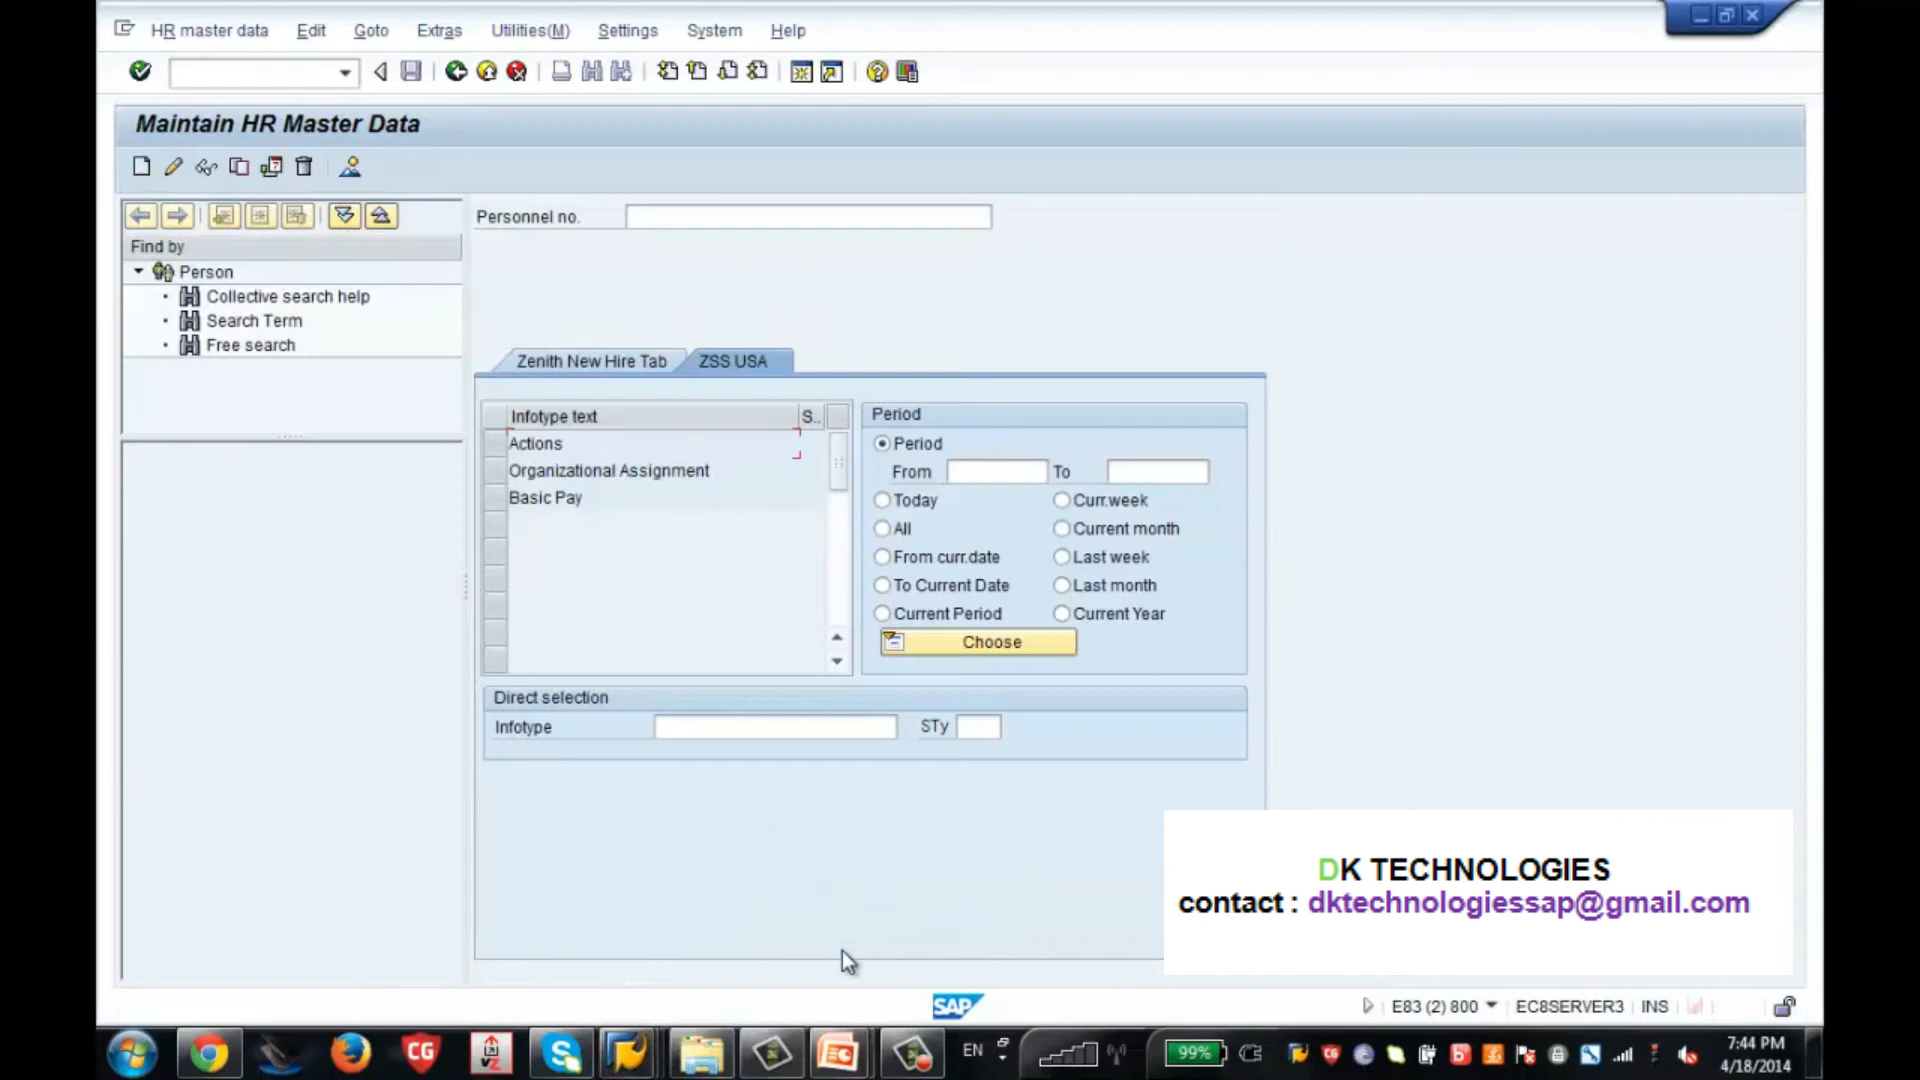 HR master data Edit Goto Extras Utilities(M) Settings System Help
Maintain HR Master Data
Find by
Person
Collective search help
Search Term
Free search
Personnel no.
Zenith New Hire Tab ZSS USA
Infotype text S..
Actions
Organizational Assignment
Basic Pay
Period
Period
From To
Today Curr.week
All Current month
From curr.date Last week
To Current Date Last month
Current Period Current Year
Choose
Direct selection
Infotype STy
DK TECHNOLOGIES
contact : dktechnologiessap@gmail.com
SAP
E83 (2) 800 EC8SERVER3 INS
CG
VZ
EN
99%
7:44 PM
4/18/2014